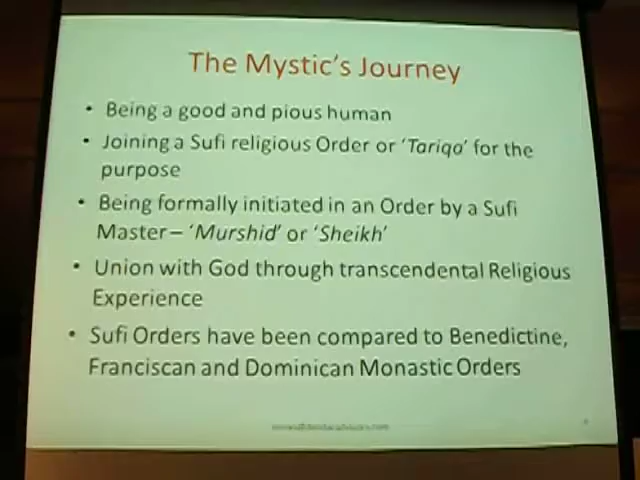 The Mystic's Journey
• Being a good and pious human
• Joining a Sufi religious Order or 'Tariqa' for the
purpose
• Being formally initiated in an Order by a Sufi
Master – 'Murshid' or 'Sheikh'
• Union with God through transcendental Religious
Experience
• Sufi Orders have been compared to Benedictine,
Franciscan and Dominican Monastic Orders